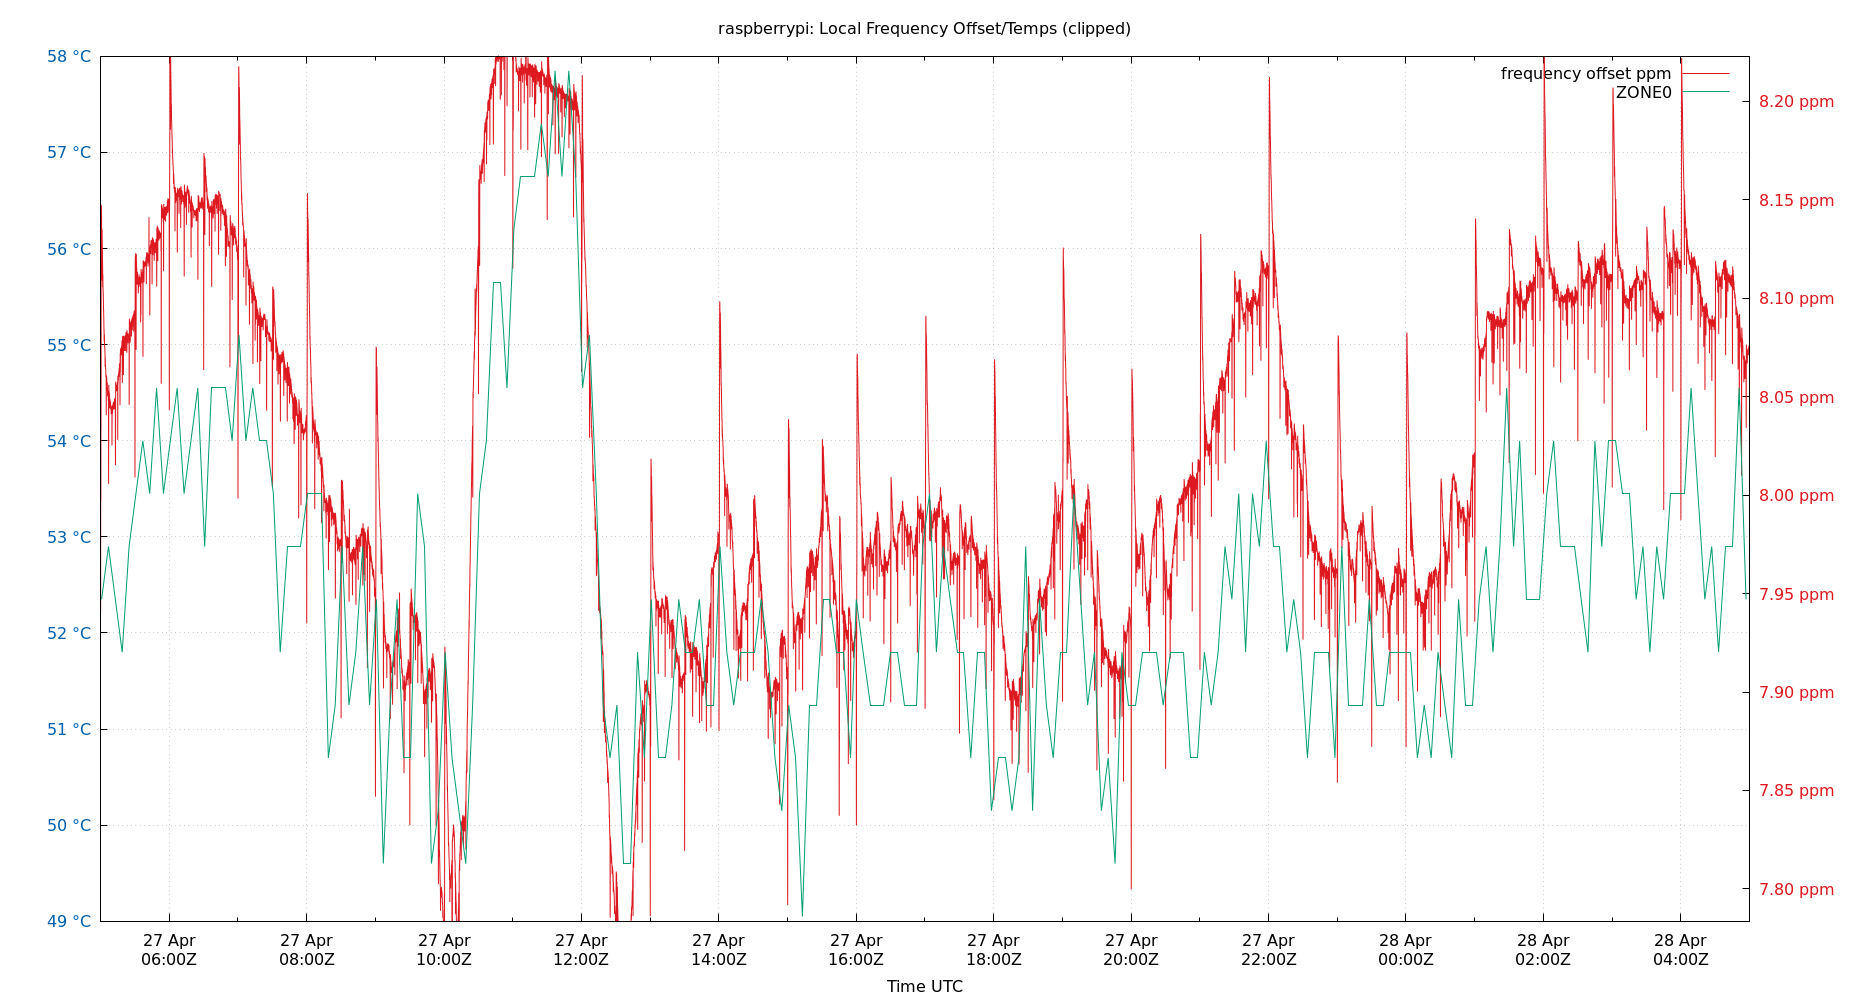 raspberrypi: Local Frequency Offset/Temps (clipped)
frequency offset ppm
ZONE0
58 °C
57 °C
56 °C
55 °C
54 °C
53 °C
52 °C
51 °C
50 °C
49 °C
8.20 ppm
8.15 ppm
8.10 ppm
8.05 ppm
8.00 ppm
7.95 ppm
7.90 ppm
7.85 ppm
7.80 ppm
27 Apr
06:00Z
27 Apr
08:00Z
27 Apr
10:00Z
27 Apr
12:00Z
27 Apr
14:00Z
27 Apr
16:00Z
27 Apr
18:00Z
27 Apr
20:00Z
27 Apr
22:00Z
28 Apr
00:00Z
28 Apr
02:00Z
28 Apr
04:00Z
Time UTC